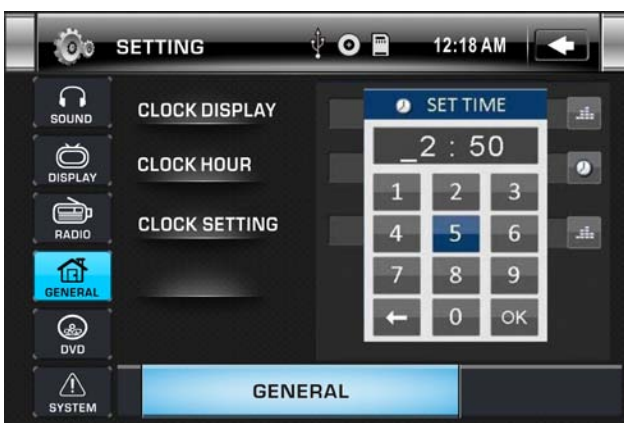 SETTING 12:18 AM
SOUND
DISPLAY
RADIO
GENERAL
DVD
SYSTEM
CLOCK DISPLAY
CLOCK HOUR
CLOCK SETTING
SET TIME
_2 : 50
1 2 3
4 5 6
7 8 9
0 OK
GENERAL